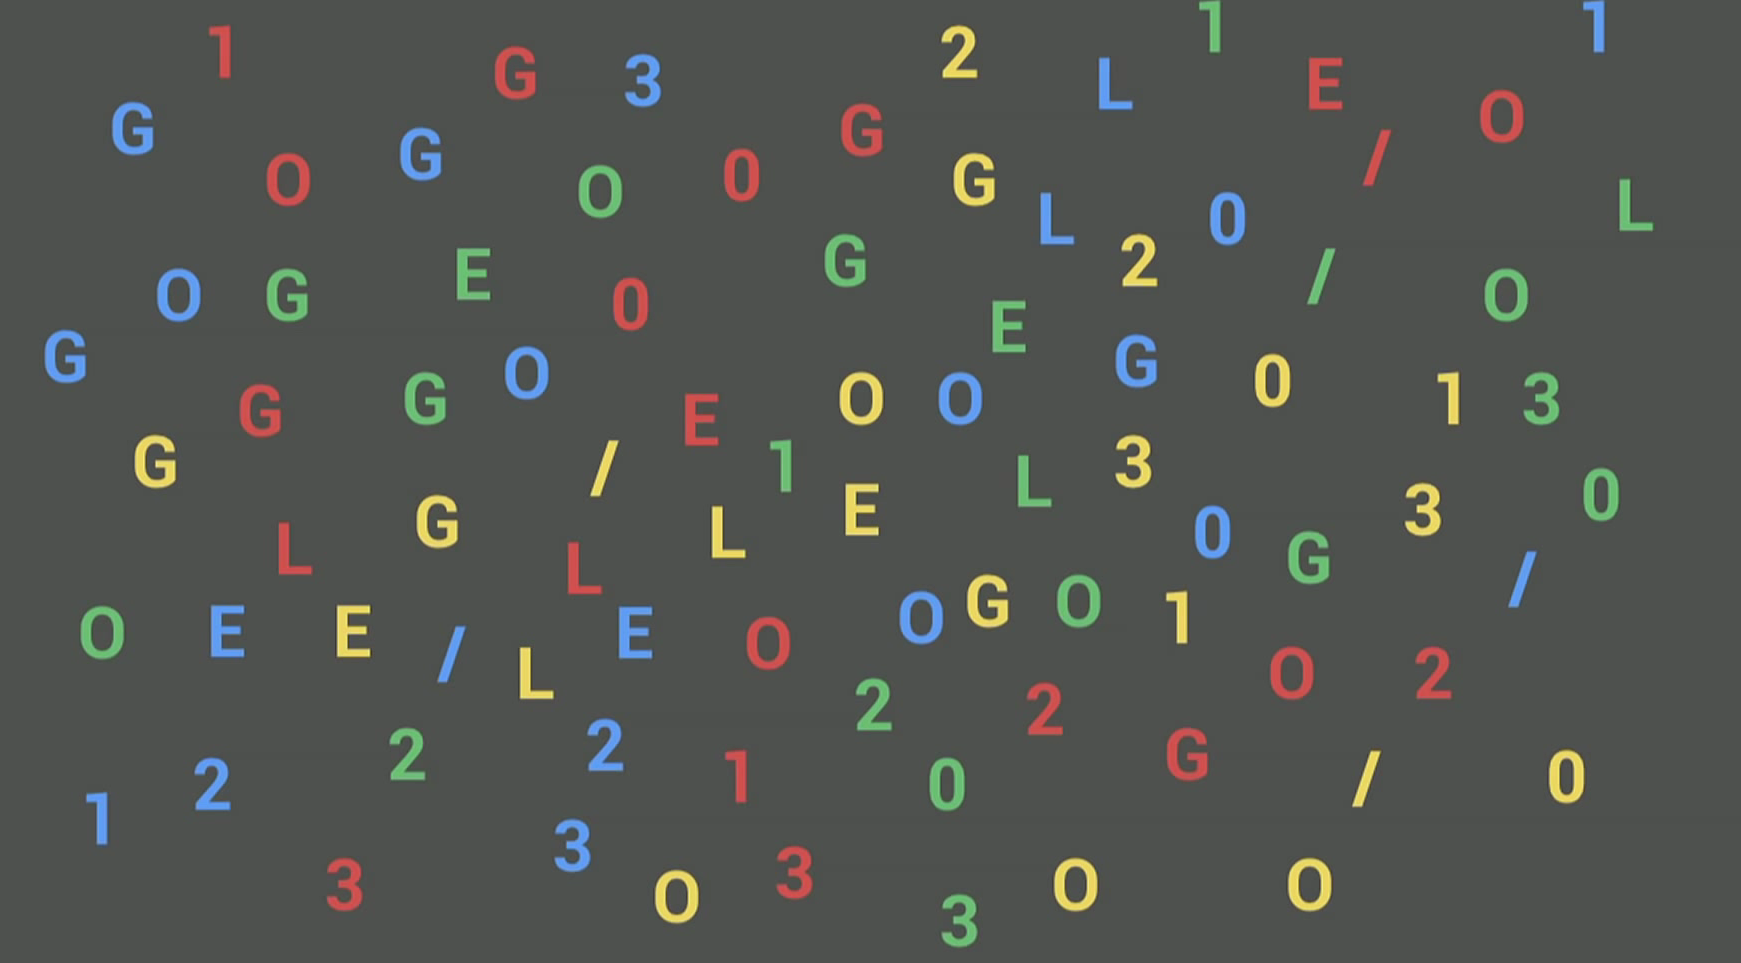 1 G 3 2 L 1 E 1
G O G O 0 G G L 0 / O L
O G E 0 G E 2 / O
G G G O E O O G 0 1 3
G G / L 1 E L 3 0 G 3 0
L L /
O E E / L E O O G O 1 O 2
1 2 2 2 1 2 0 2 G / 0
3 3 O 3 3 O O